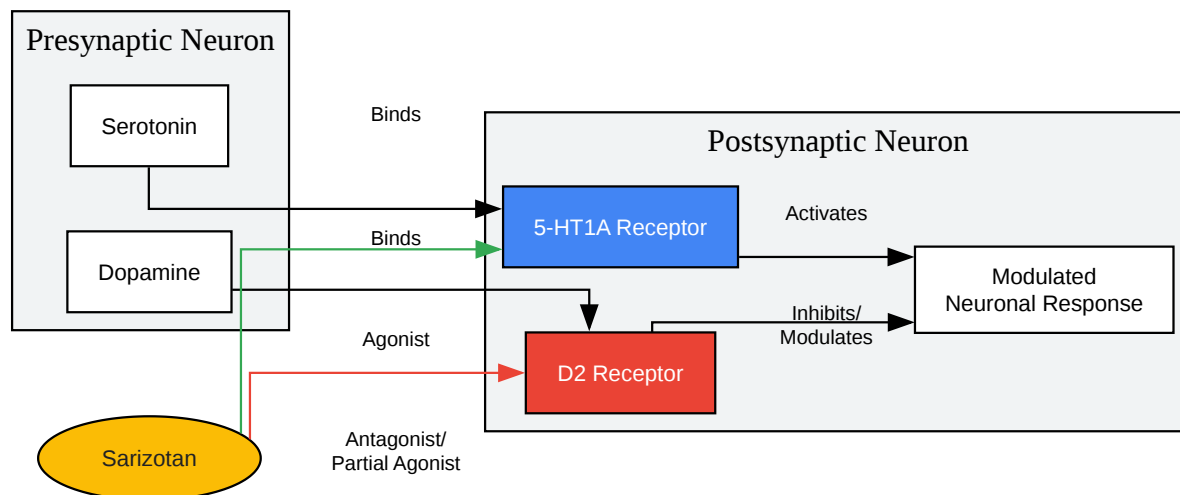 Presynaptic Neuron
Serotonin
Binds
Postsynaptic Neuron
5-HT1A Receptor
Activates
Binds
Dopamine
Modulated
Neuronal Response
Inhibits/
Modulates
Agonist
D2 Receptor
Antagonist/
Partial Agonist
Sarizotan